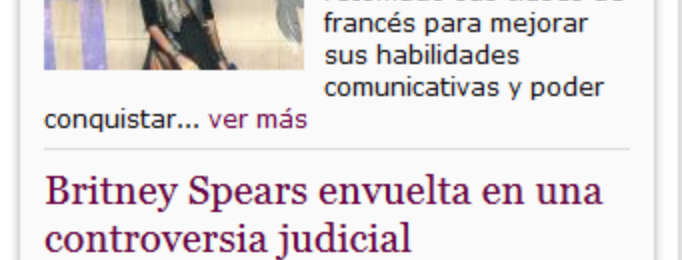 francés para mejorar
sus habilidades
comunicativas y poder
conquistar... ver más
Britney Spears envuelta en una
controversia judicial